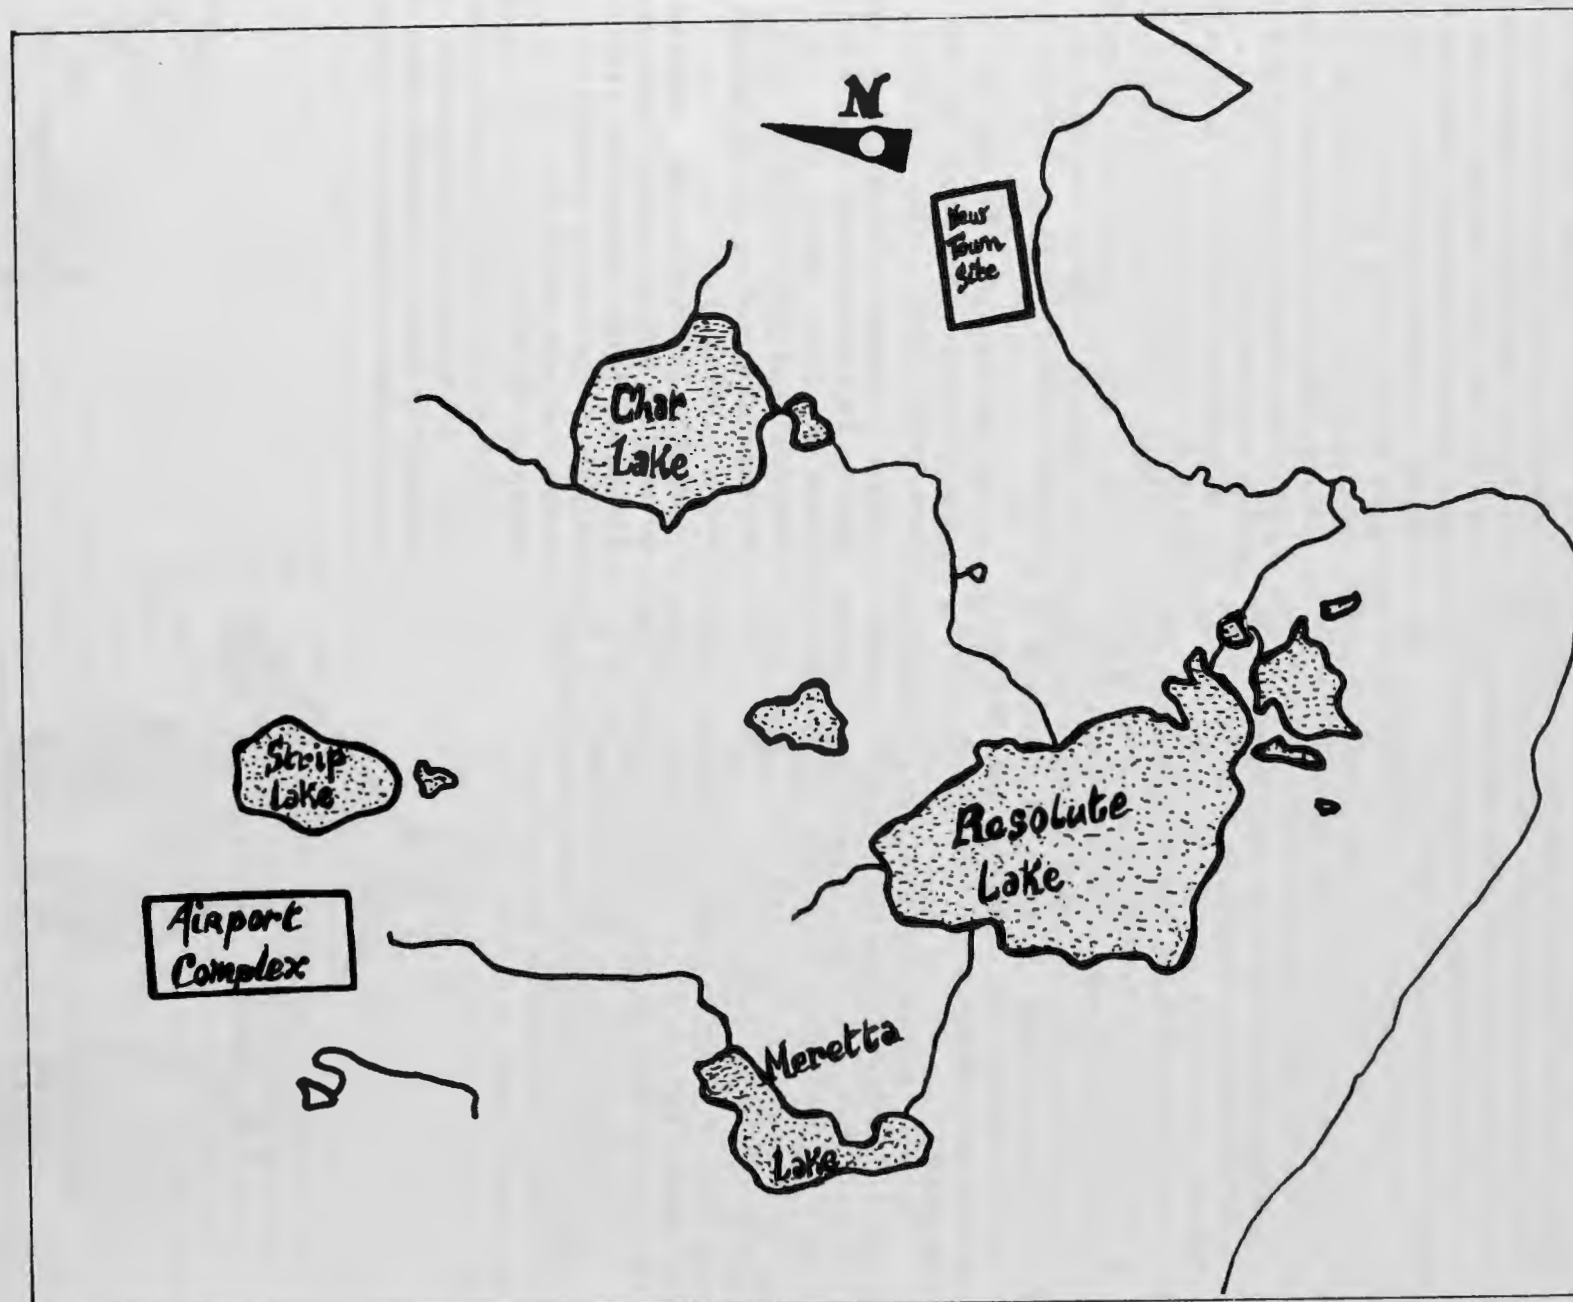 N
New
Town
Site
Char
Lake
Strip
Lake
Resolute
Lake
Airport
Complex
Meretta
Lake